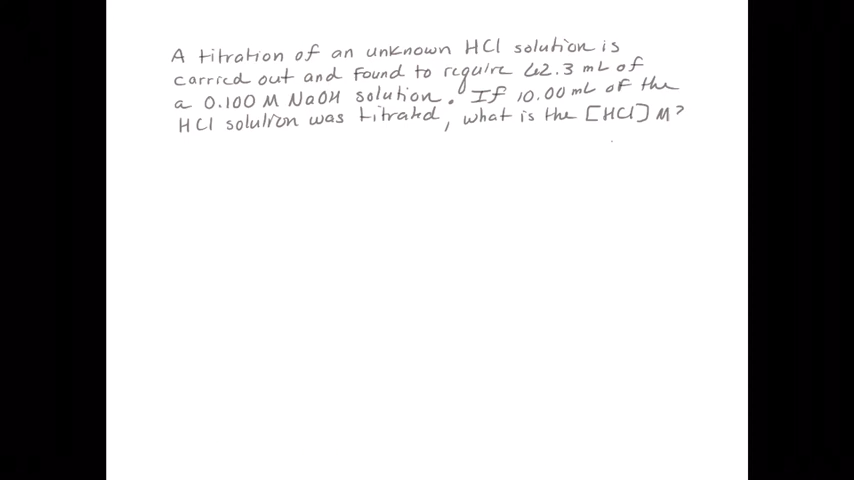 A titration of an unknown HCl solution is
carried out and found to require 42.3 mL of
a 0.100 M NaOH solution. If 10.00 mL of the
HCl solution was titrated, what is the [HCl] M?